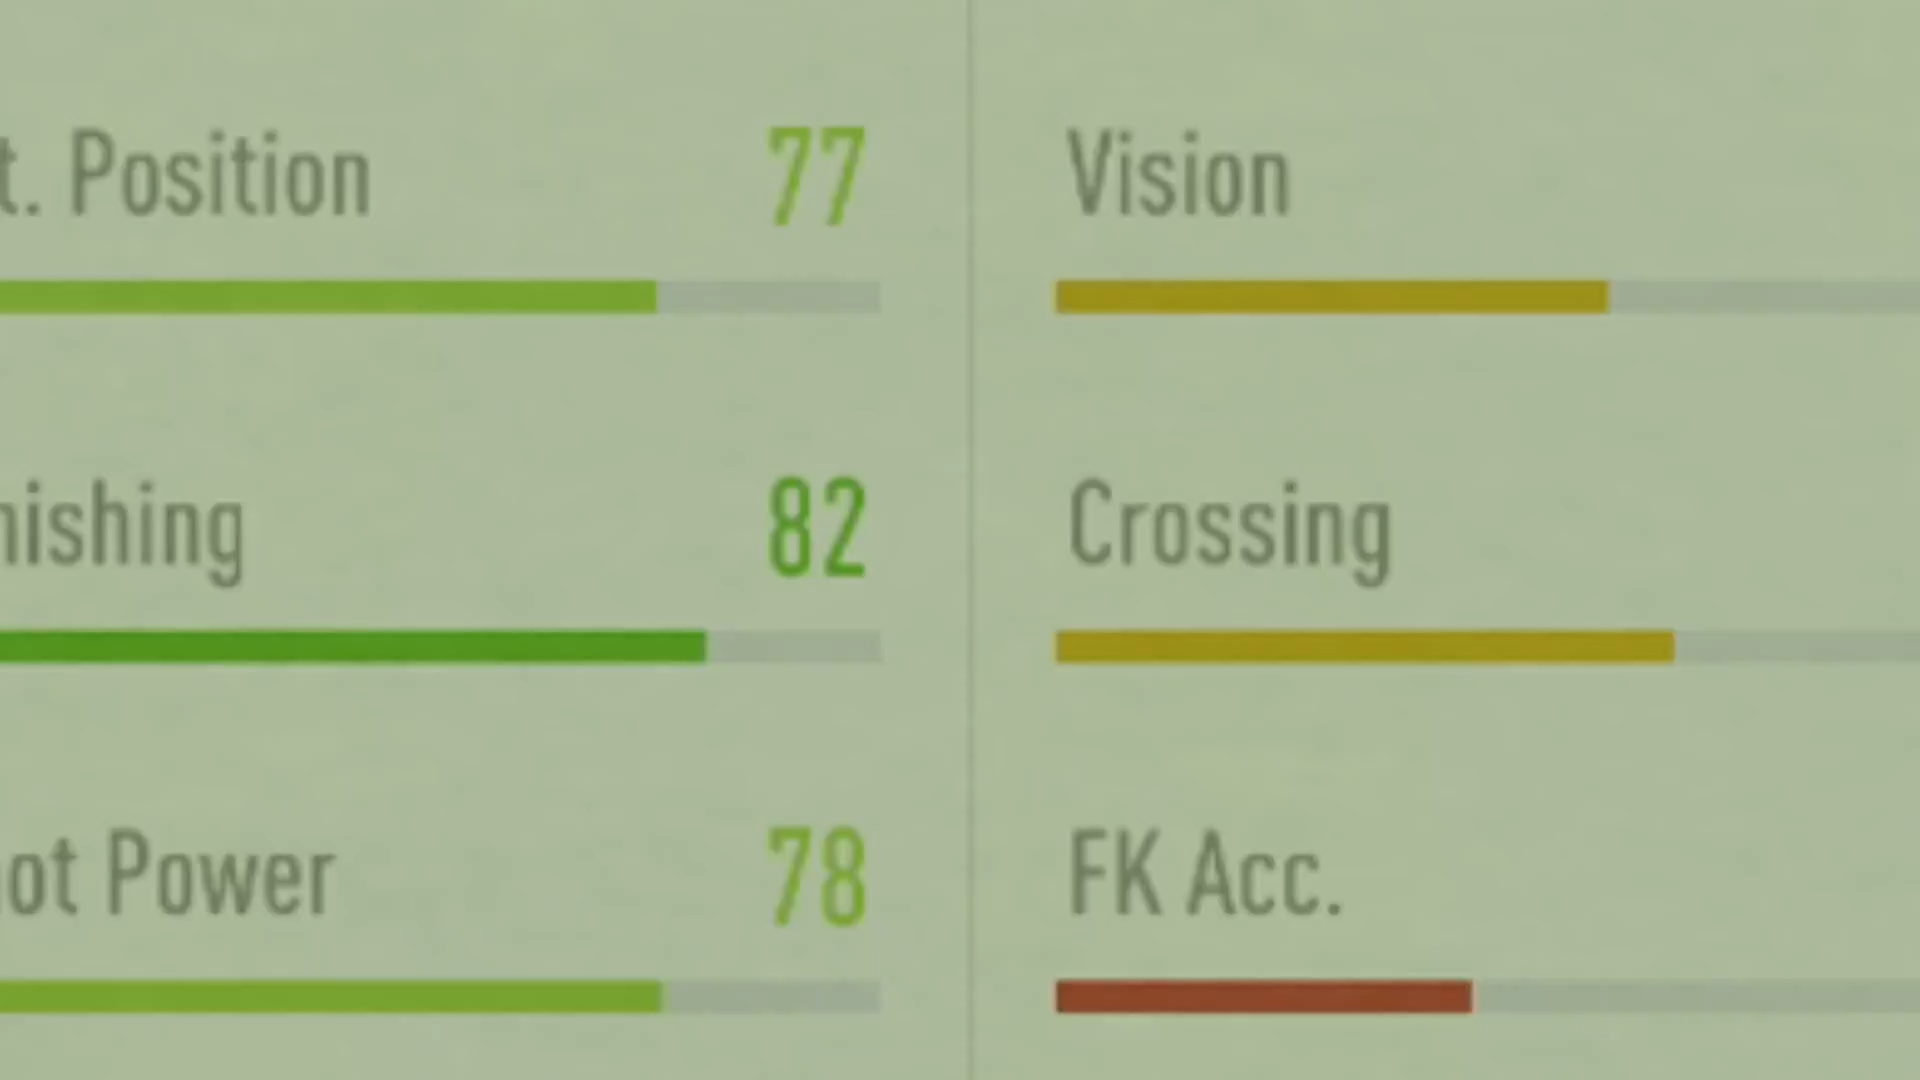 t. Position 77
Vision
nishing 82
Crossing
ot Power 78
FK Acc.